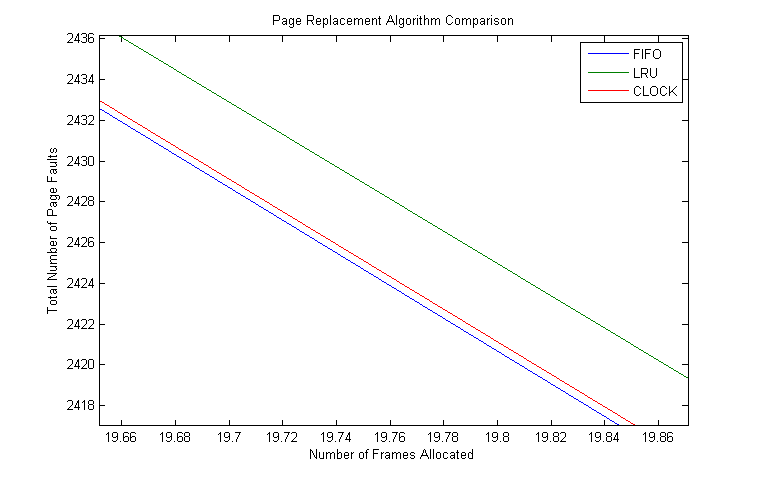 Page Replacement Algorithm Comparison
2436
2434
2432
2430
2428
2426
2424
2422
2420
2418
Total Number of Page Faults
FIFO
LRU
CLOCK
19.66 19.68 19.7 19.72 19.74 19.76 19.78 19.8 19.82 19.84 19.86
Number of Frames Allocated